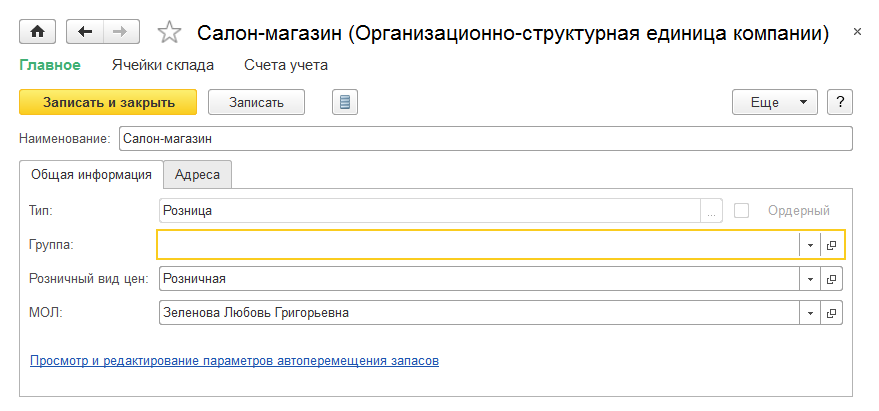 Салон-магазин (Организационно-структурная единица компании)
Главное Ячейки склада Счета учета
Записать и закрыть Записать Еще ?
Наименование: Салон-магазин
Общая информация Адреса
Тип: Розница ... Ордерный
Группа:
Розничный вид цен: Розничная
МОЛ: Зеленова Любовь Григорьевна
Просмотр и редактирование параметров автоперемещения запасов